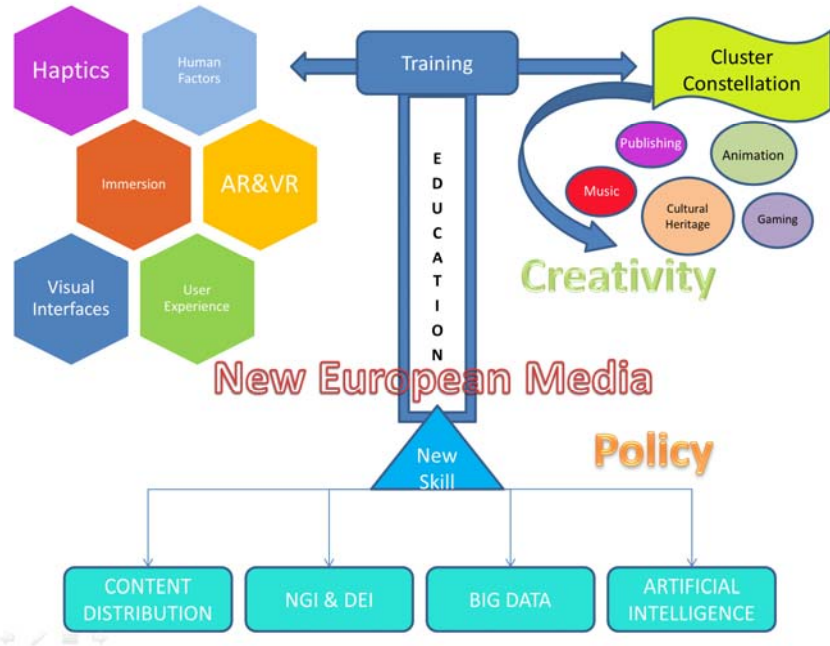 Haptics
Human
Factors
Immersion
AR&VR
Visual
Interfaces
User
Experience
Training
EDUCATION
Cluster
Constellation
Publishing
Animation
Music
Cultural
Heritage
Gaming
Creativity
New European Media
Policy
New
Skill
CONTENT
DISTRIBUTION
NGI & DEI
BIG DATA
ARTIFICIAL
INTELLIGENCE